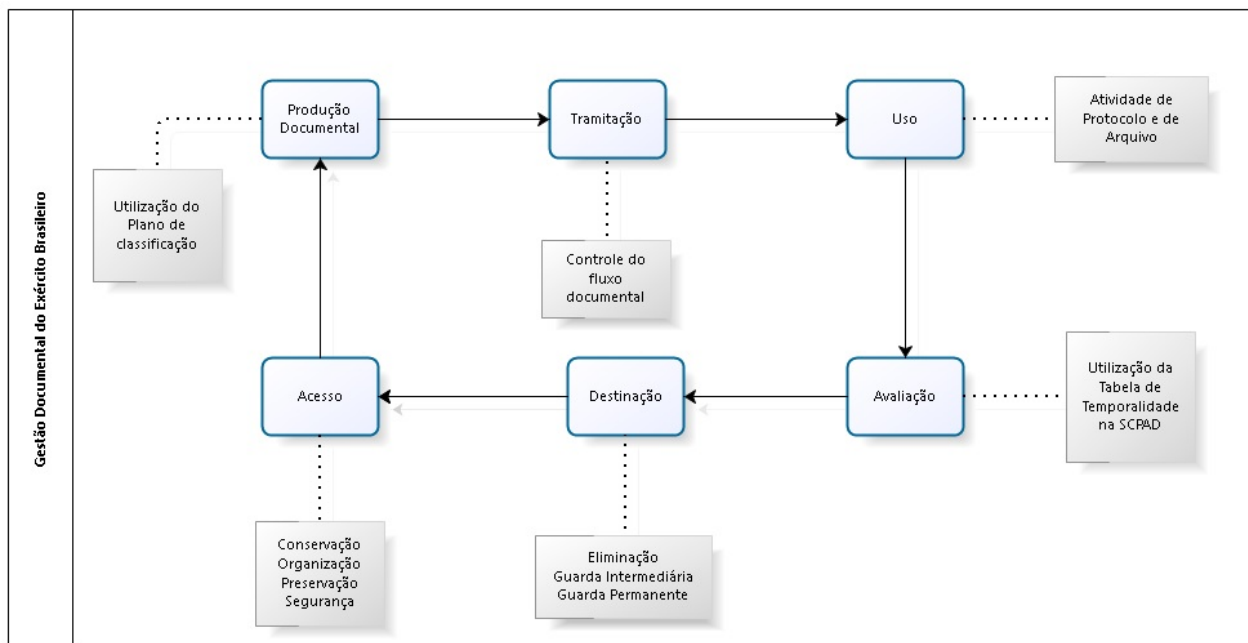 Gestão Documental do Exército Brasileiro
Produção
Documental
Tramitação
Uso
Atividade de
Protocolo e de
Arquivo
Utilização do
Plano de
classificação
Controle do
fluxo
documental
Acesso
Destinação
Avaliação
Utilização da
Tabela de
Temporalidade
na SCPAD
Conservação
Organização
Preservação
Segurança
Eliminação
Guarda Intermediária
Guarda Permanente